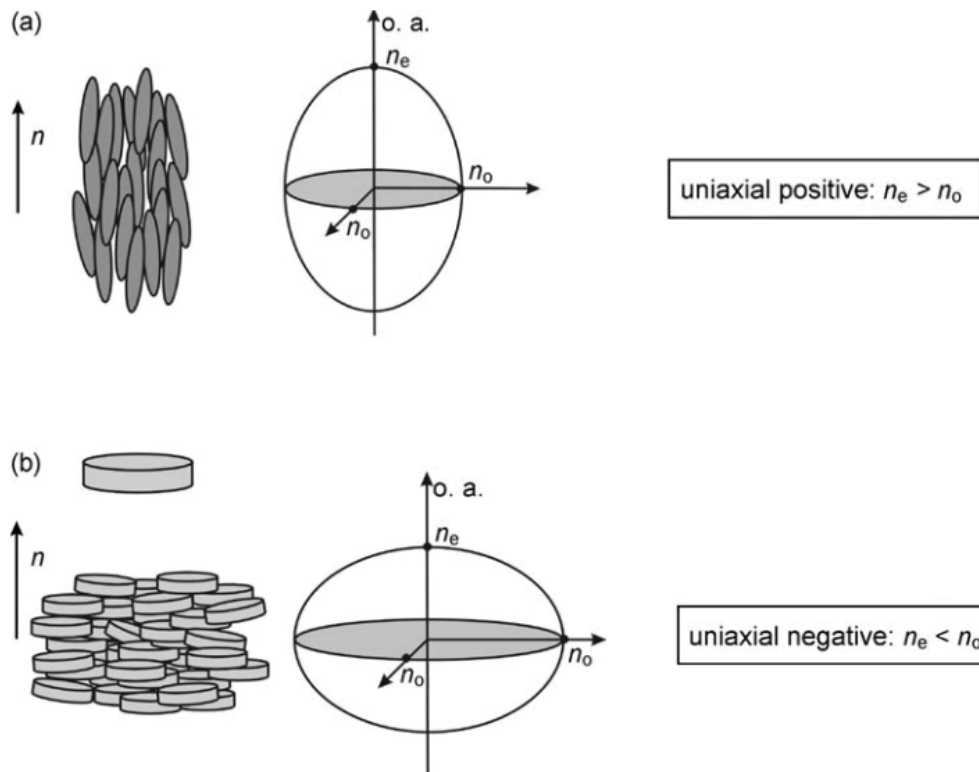 (a)
o. a.
nₑ
n
nₒ
nₒ
uniaxial positive: nₑ > nₒ
(b)
o. a.
nₑ
n
nₒ
nₒ
uniaxial negative: nₑ < nₒ